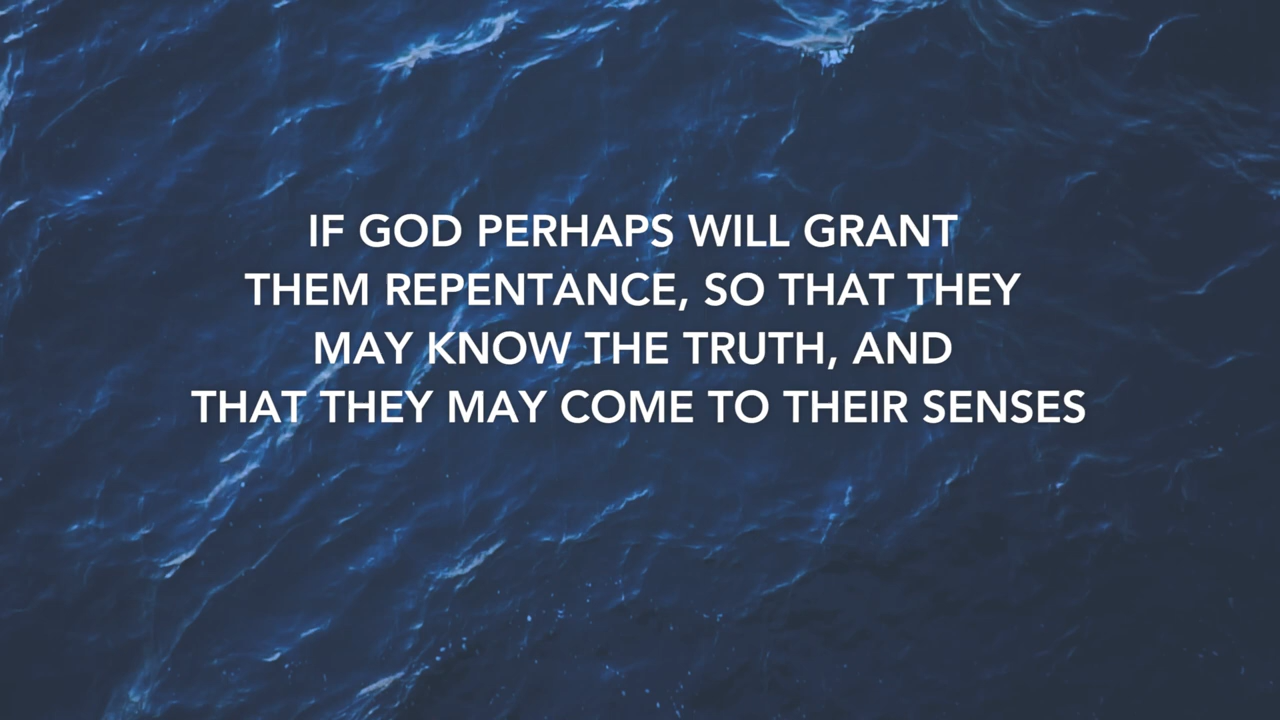 IF GOD PERHAPS WILL GRANT
THEM REPENTANCE, SO THAT THEY
MAY KNOW THE TRUTH, AND
THAT THEY MAY COME TO THEIR SENSES